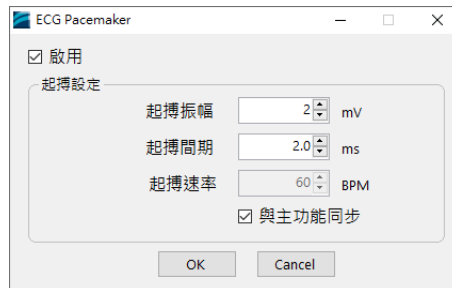 ECG Pacemaker
啟用
起搏設定
起搏振幅 2 mV
起搏間期 2.0 ms
起搏速率 60 BPM
與主功能同步
OK Cancel